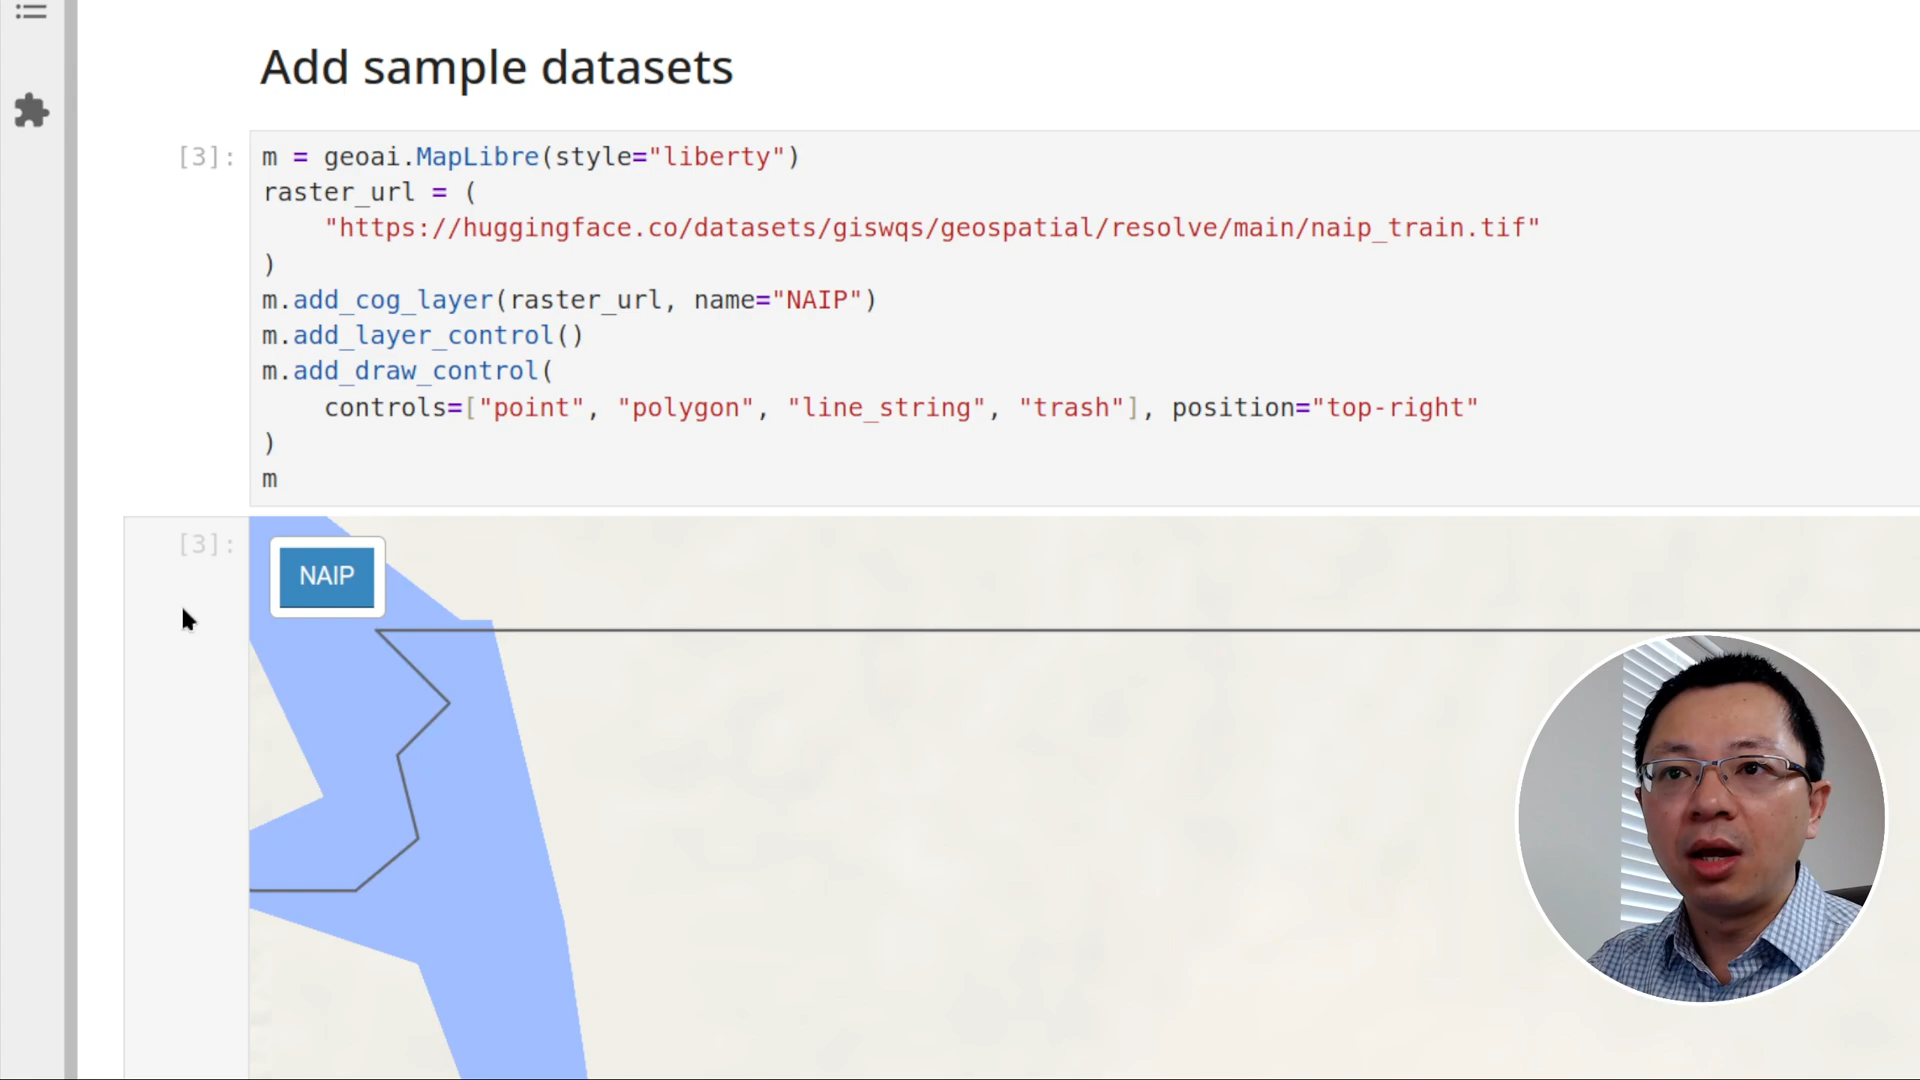 Add sample datasets
[3]:
m = geoai.MapLibre(style="liberty")
raster_url = (
"https://huggingface.co/datasets/giswqs/geospatial/resolve/main/naip_train.tif"
)
m.add_cog_layer(raster_url, name="NAIP")
m.add_layer_control()
m.add_draw_control(
controls=["point", "polygon", "line_string", "trash"], position="top-right"
)
m
[3]:
NAIP